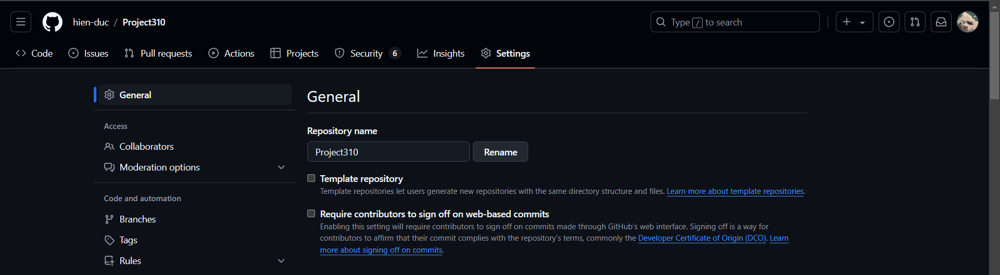 hien-duc / Project310
Type / to search
Code Issues Pull requests Actions Projects Security 6 Insights Settings
General
Access
Collaborators
Moderation options
Code and automation
Branches
Tags
Rules
General
Repository name
Project310 Rename
Template repository
Template repositories let users generate new repositories with the same directory structure and files. Learn more about template repositories.
Require contributors to sign off on web-based commits
Enabling this setting will require contributors to sign off on commits made through GitHub's web interface. Signing off is a way for
contributors to affirm that their commit complies with the repository's terms, commonly the Developer Certificate of Origin (DCO). Learn
more about signing off on commits.